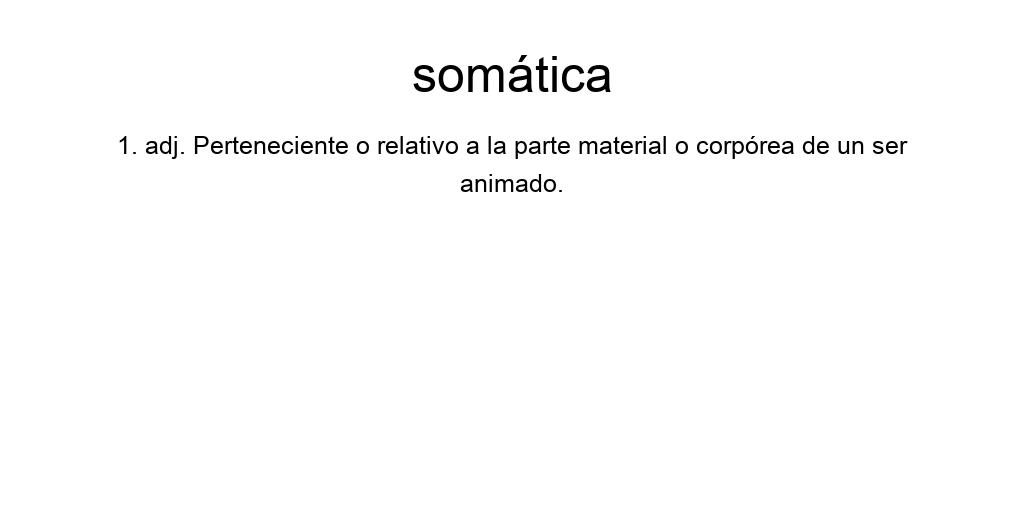 somática
1. adj. Perteneciente o relativo a la parte material o corpórea de un ser
animado.